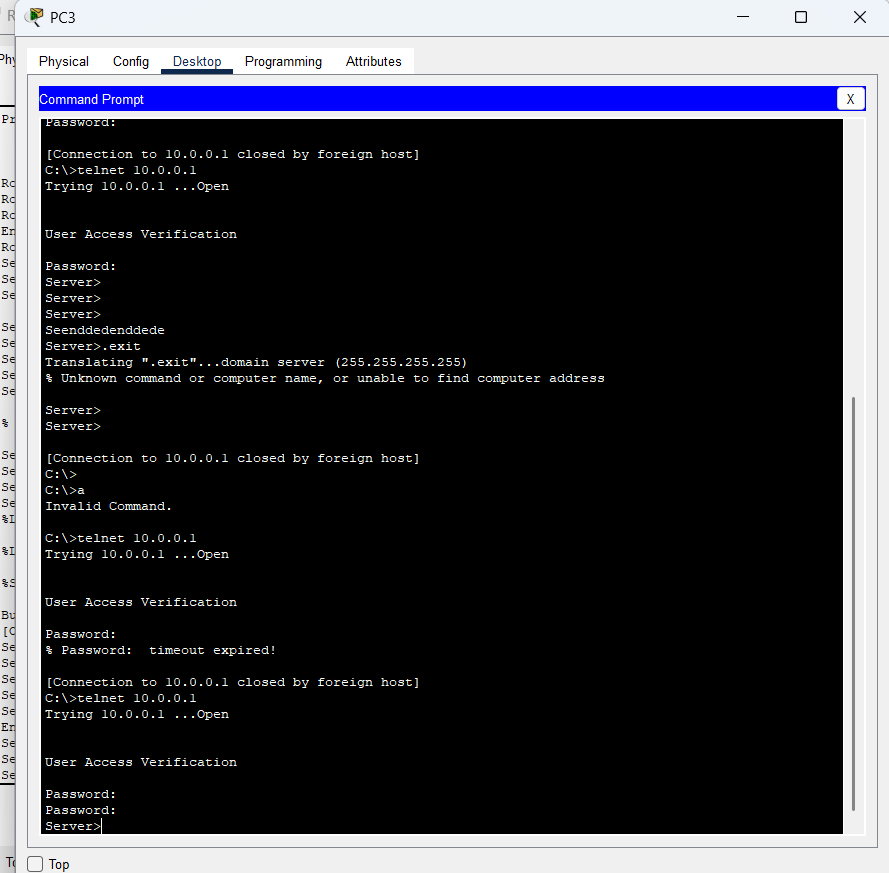 PC3
Physical Config Desktop Programming Attributes
Command Prompt
X
Password:
[Connection to 10.0.0.1 closed by foreign host]
C:\>telnet 10.0.0.1
Trying 10.0.0.1 ...Open
User Access Verification
Password:
Server>
Server>
Server>
Seenddedenddede
Server>.exit
Translating ".exit"...domain server (255.255.255.255)
% Unknown command or computer name, or unable to find computer address
Server>
Server>
[Connection to 10.0.0.1 closed by foreign host]
C:\>
C:\>a
Invalid Command.
C:\>telnet 10.0.0.1
Trying 10.0.0.1 ...Open
User Access Verification
Password:
% Password:  timeout expired!
[Connection to 10.0.0.1 closed by foreign host]
C:\>telnet 10.0.0.1
Trying 10.0.0.1 ...Open
User Access Verification
Password:
Password:
Server>
Top